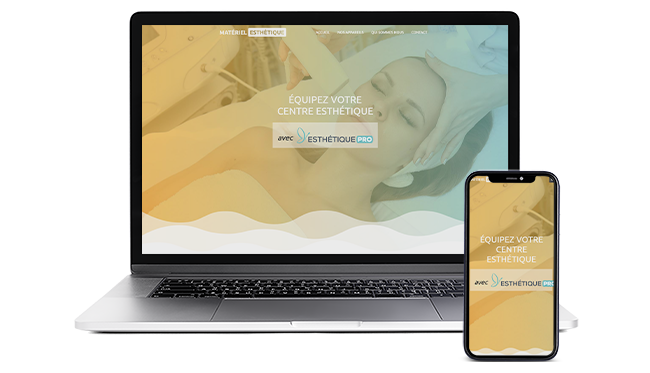 MATÉRIEL ESTHÉTIQUE
ACCUEIL NOS APPAREILS QUI SOMMES NOUS CONTACT
ÉQUIPEZ VOTRE
CENTRE ESTHÉTIQUE
avec ESTHÉTIQUE PRO
ÉQUIPEZ VOTRE
CENTRE
ESTHÉTIQUE
avec ESTHÉTIQUE PRO